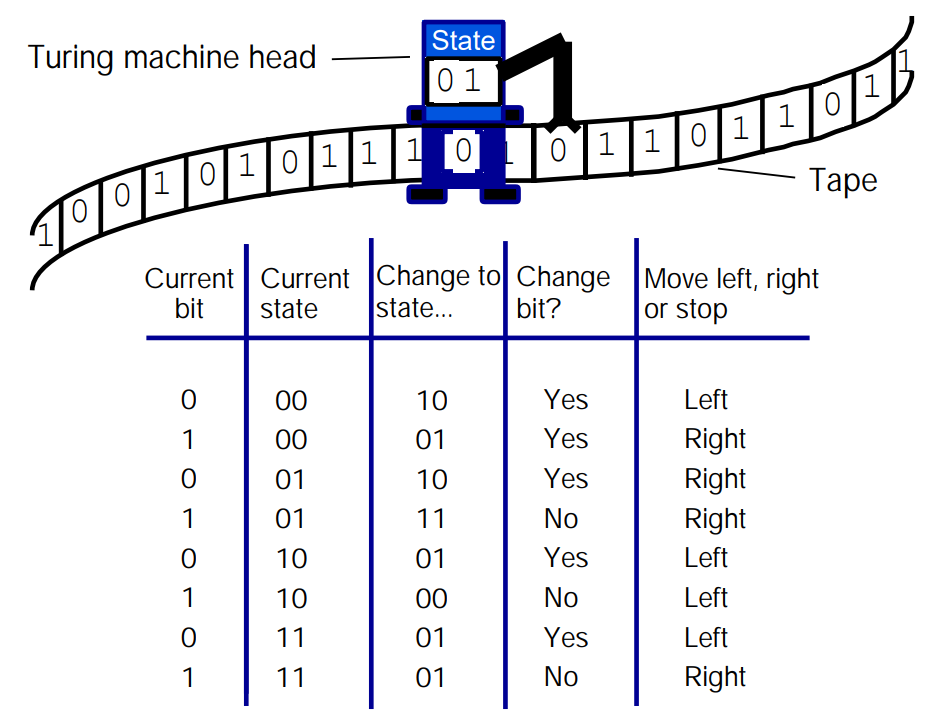 State
Turing machine head
0 1
1 0 0 1 0 1 0 1 1 1 0 1 0 1 1 0 1 1 0 1 1
Tape
Current bit | Current state | Change to state... | Change bit? | Move left, right or stop
0 00 10 Yes Left
1 00 01 Yes Right
0 01 10 Yes Right
1 01 11 No Right
0 10 01 Yes Left
1 10 00 No Left
0 11 01 Yes Left
1 11 01 No Right